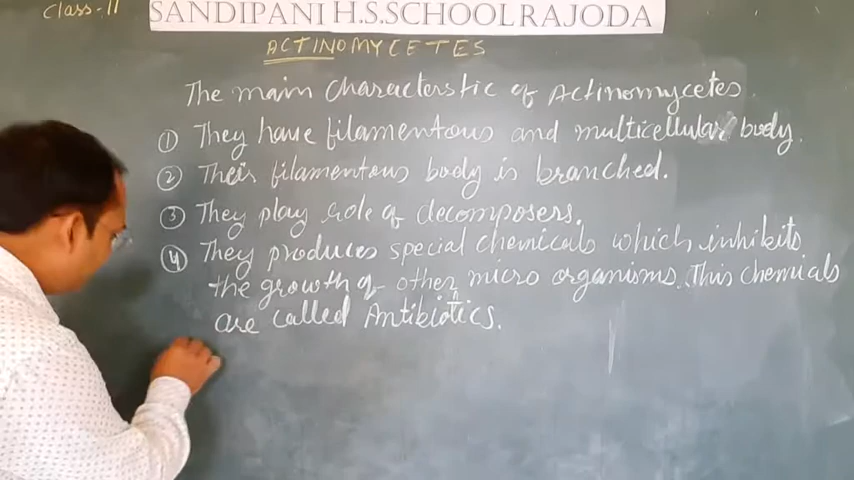 Class-11
SANDIPANI H.S.SCHOOL RAJODA
ACTINOMYCETES
The main characterstic of Actinomycetes
① They have filamentous and multicellular body.
② Their filamentous body is branched.
③ They play role of decomposers.
④ They produces special chemicals which inhibits
the growth of other micro organisms. This chemials
are called Antibiotics.